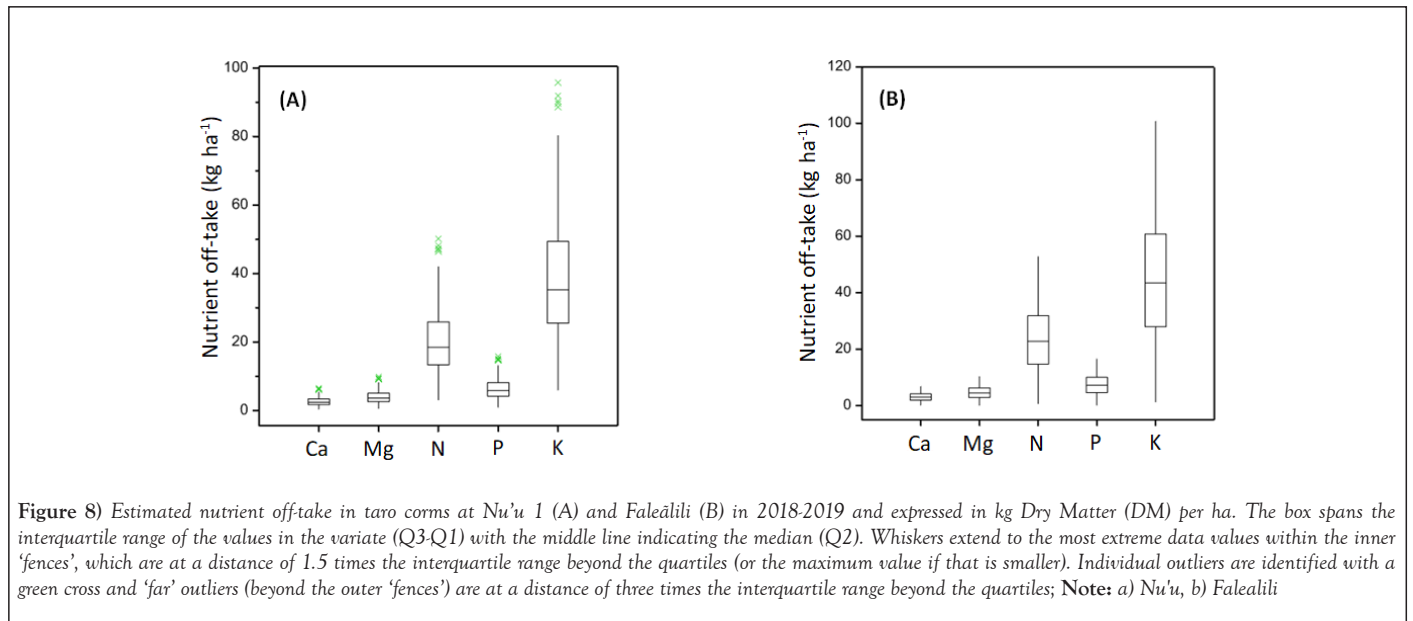 (A)
Nutrient off-take (kg ha-1)
100
80
60
40
20
0
Ca Mg N P K
(B)
Nutrient off-take (kg ha-1)
120
100
80
60
40
20
0
Ca Mg N P K
Figure 8) Estimated nutrient off-take in taro corms at Nu'u 1 (A) and Faleālili (B) in 2018-2019 and expressed in kg Dry Matter (DM) per ha. The box spans the
interquartile range of the values in the variate (Q3-Q1) with the middle line indicating the median (Q2). Whiskers extend to the most extreme data values within the inner
‘fences’, which are at a distance of 1.5 times the interquartile range beyond the quartiles (or the maximum value if that is smaller). Individual outliers are identified with a
green cross and ‘far’ outliers (beyond the outer ‘fences’) are at a distance of three times the interquartile range beyond the quartiles; Note: a) Nu'u, b) Falealili